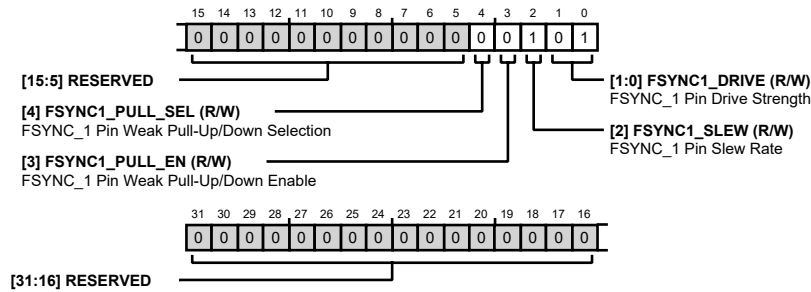 15 14 13 12 11 10 9 8 7 6 5 4 3 2 1 0
0 0 0 0 0 0 0 0 0 0 0 0 0 1 0 1
[15:5] RESERVED
[4] FSYNC1_PULL_SEL (R/W)
FSYNC_1 Pin Weak Pull-Up/Down Selection
[3] FSYNC1_PULL_EN (R/W)
FSYNC_1 Pin Weak Pull-Up/Down Enable
[1:0] FSYNC1_DRIVE (R/W)
FSYNC_1 Pin Drive Strength
[2] FSYNC1_SLEW (R/W)
FSYNC_1 Pin Slew Rate
31 30 29 28 27 26 25 24 23 22 21 20 19 18 17 16
0 0 0 0 0 0 0 0 0 0 0 0 0 0 0 0
[31:16] RESERVED